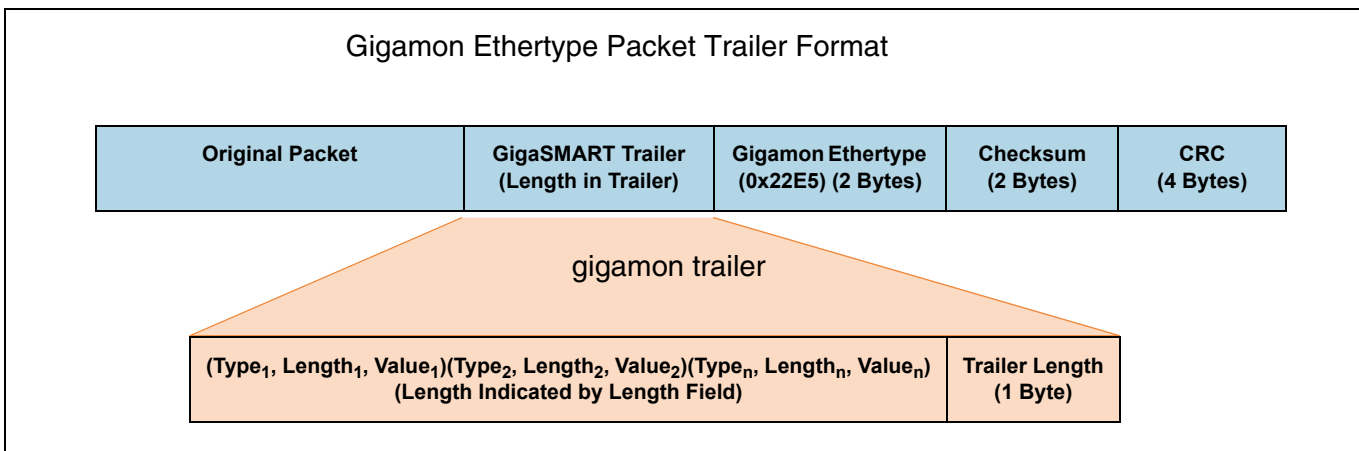 Gigamon Ethertype Packet Trailer Format
Original Packet
GigaSMART Trailer
(Length in Trailer)
Gigamon Ethertype
(0x22E5) (2 Bytes)
Checksum
(2 Bytes)
CRC
(4 Bytes)
gigamon trailer
(Type₁, Length₁, Value₁)(Type₂, Length₂, Value₂)(Typeₙ, Lengthₙ, Valueₙ)
(Length Indicated by Length Field)
Trailer Length
(1 Byte)